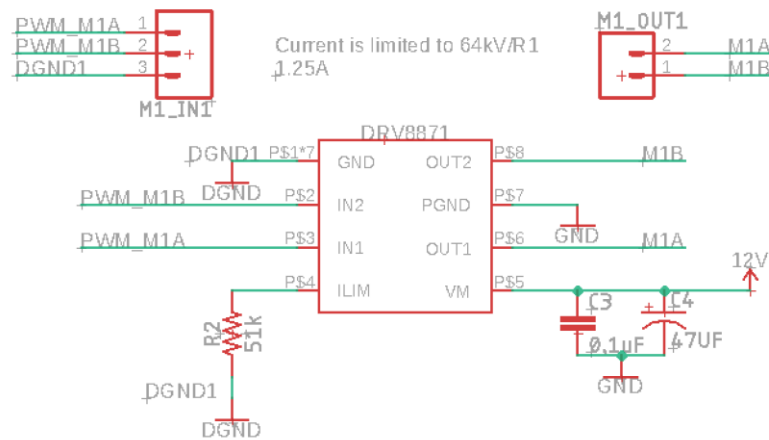 PWM_M1A 1
PWM_M1B 2
DGND1 3
M1_IN1
Current is limited to 64kV/R1
1.25A
M1_OUT1
2 M1A
1 M1B
DRV8871
DGND1 P$1*7 GND OUT2 P$8 M1B
DGND
PWM_M1B P$2 IN2 PGND P$7
GND
PWM_M1A P$3 IN1 OUT1 P$6 M1A
P$4 ILIM VM P$5 12V
R2
51k
C3
0.1uF
C4
47UF
GND
DGND1
DGND